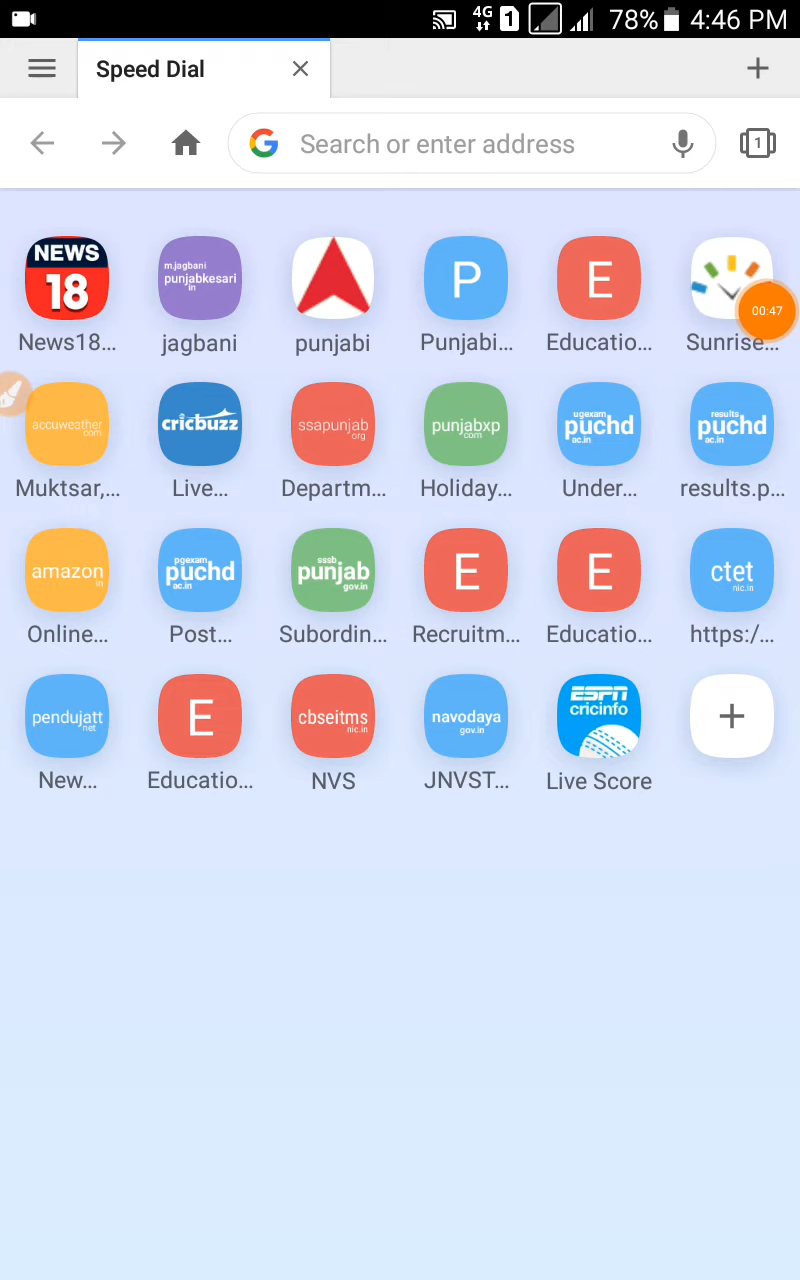 4G 1 78% 4:46 PM
Speed Dial
Search or enter address
1
NEWS
18
m.jagbani
punjabkesari
in
P
E
00:47
News18...
jagbani
punjabi
Punjabi...
Educatio...
Sunrise...
accuweather
com
cricbuzz
ssapunjab
org
punjabxp
com
ugexam
puchd
ac.in
results
puchd
ac.in
Muktsar,...
Live...
Departm...
Holiday...
Under...
results.p...
amazon
in
pgexam
puchd
ac.in
sssb
punjab
gov.in
E
E
ctet
nic.in
Online...
Post...
Subordin...
Recruitm...
Educatio...
https:/...
pendujatt
net
E
cbseitms
nic.in
navodaya
gov.in
ESPN
cricinfo
New...
Educatio...
NVS
JNVST...
Live Score